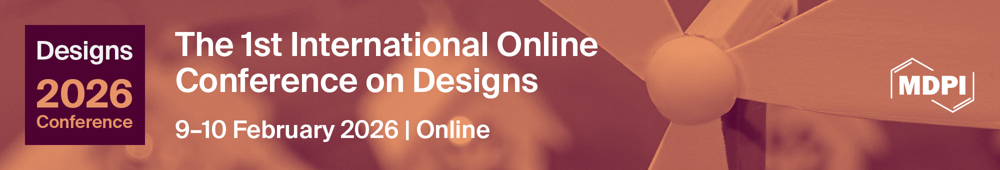 Designs
2026
Conference
The 1st International Online
Conference on Designs
9–10 February 2026 | Online
MDPI